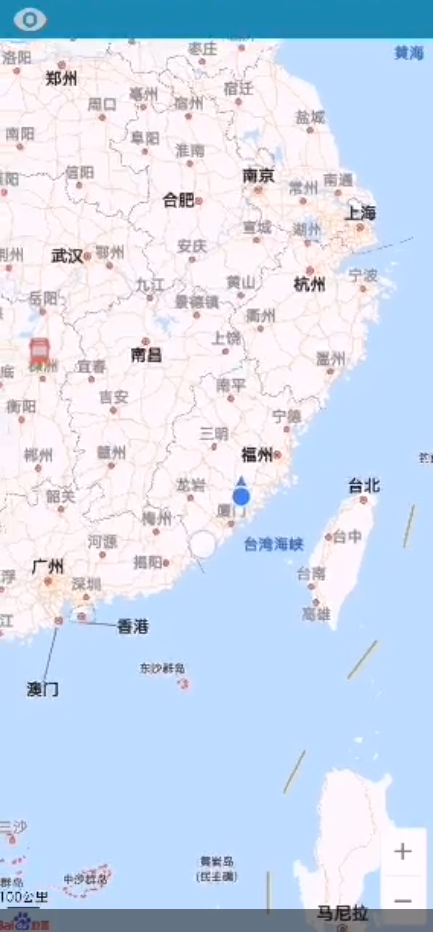 枣庄
洛阳
黄海
郑州
宿迁
亳州
周口
宿州
盐城
南阳
阜阳
淮南
信阳
南京
南通
常州
合肥
上海
宣城
湖州
安庆
武汉
鄂州
荆州
黄山
宁波
九江
杭州
岳阳
景德镇
衢州
上饶
南昌
温州
株洲
宜春
南平
吉安
衡阳
宁德
三明
福州
郴州
赣州
龙岩
台北
韶关
厦
梅州
台湾海峡
台中
河源
揭阳
广州
深圳
台南
香港
高雄
东沙群岛
澳门
三沙
黄岩岛
(民主礁)
中沙群岛
群岛
100公里
马尼拉
Bai 地图